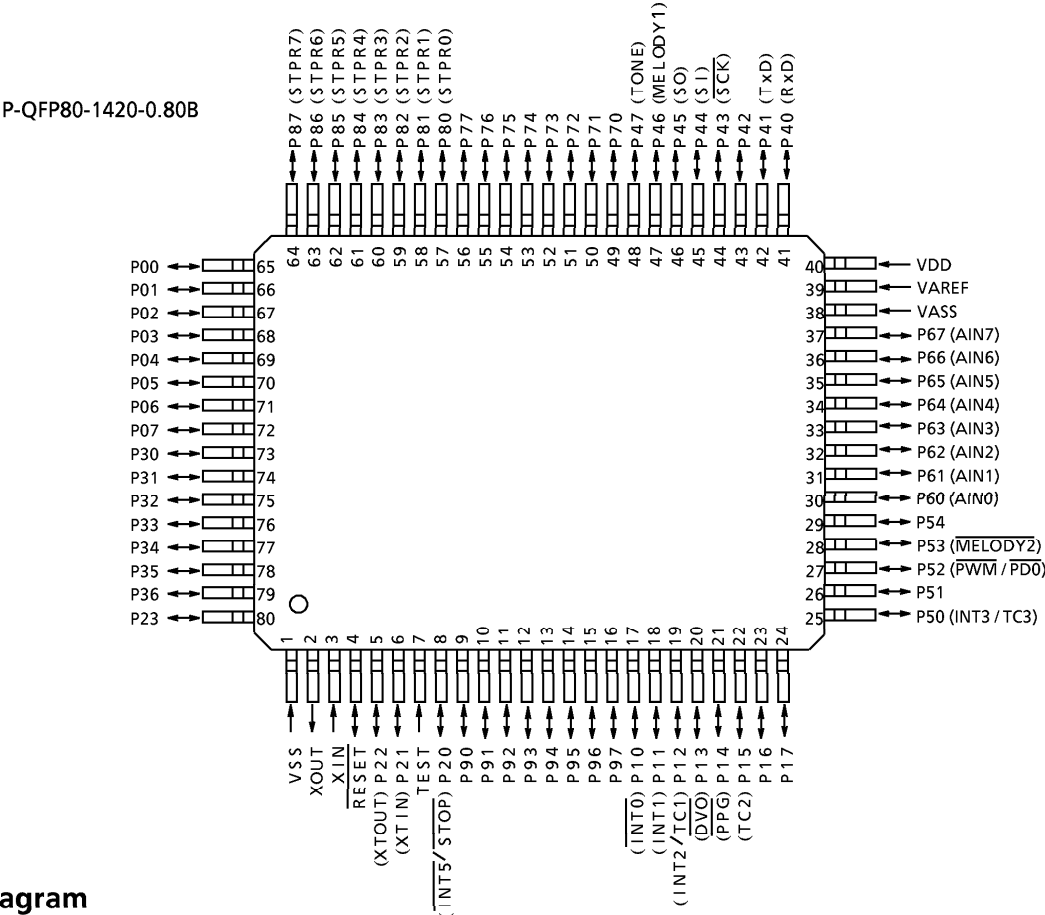 P-QFP80-1420-0.80B
P87 (STPR7)
P86 (STPR6)
P85 (STPR5)
P84 (STPR4)
P83 (STPR3)
P82 (STPR2)
P81 (STPR1)
P80 (STPR0)
P77
P76
P75
P74
P73
P72
P71
P70
P47 (TONE)
P46 (MELODY1)
P45 (SO)
P44 (SI)
P43 (SCK)
P42
P41 (TxD)
P40 (RxD)
64 63 62 61 60 59 58 57 56 55 54 53 52 51 50 49 48 47 46 45 44 43 42 41
P00 65
P01 66
P02 67
P03 68
P04 69
P05 70
P06 71
P07 72
P30 73
P31 74
P32 75
P33 76
P34 77
P35 78
P36 79
P23 80
40 VDD
39 VAREF
38 VASS
37 P67 (AIN7)
36 P66 (AIN6)
35 P65 (AIN5)
34 P64 (AIN4)
33 P63 (AIN3)
32 P62 (AIN2)
31 P61 (AIN1)
30 P60 (AIN0)
29 P54
28 P53 (MELODY2)
27 P52 (PWM / PDO)
26 P51
25 P50 (INT3 / TC3)
1 2 3 4 5 6 7 8 9 10 11 12 13 14 15 16 17 18 19 20 21 22 23 24
VSS
XOUT
XIN
RESET
(XTOUT) P22
(XTIN) P21
TEST
(INT5/STOP) P20
P90
P91
P92
P93
P94
P95
P96
P97
(INT0) P10
(INT1) P11
(INT2/TC1) P12
(DVO) P13
(PPG) P14
(TC2) P15
P16
P17
agram